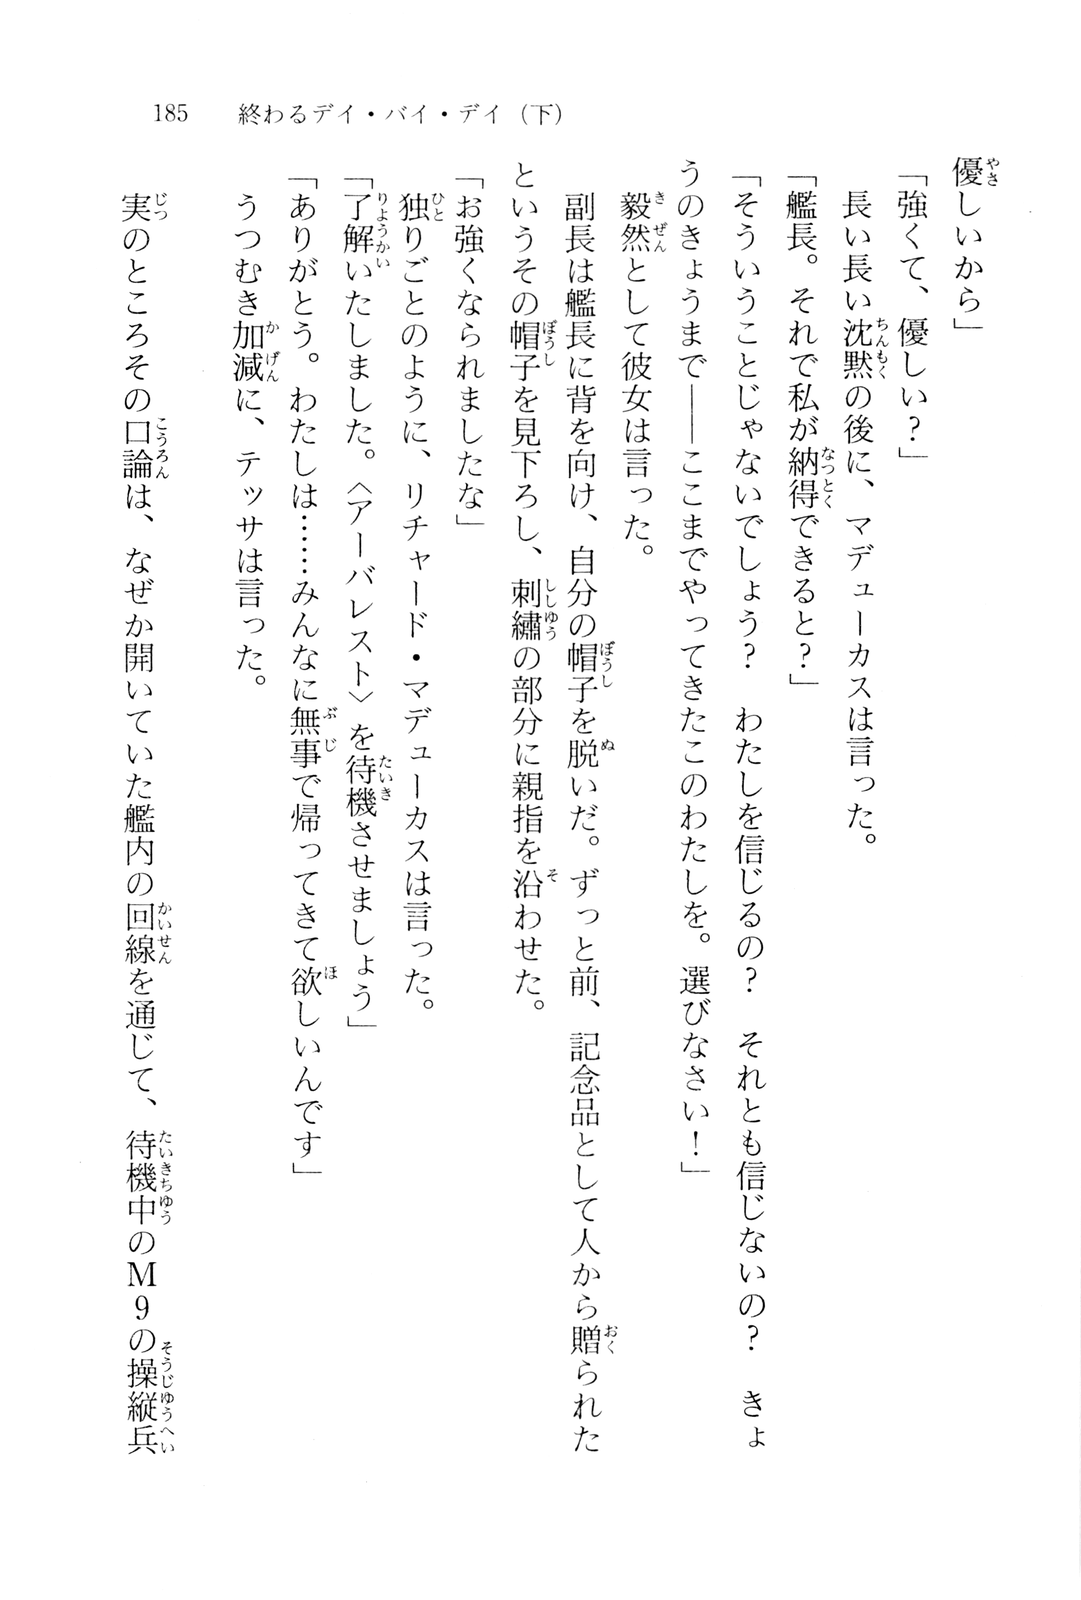 185　終わるデイ・バイ・デイ（下）
優しいから」
「強くて、優しい？」
　長い長い沈黙の後に、マデューカスは言った。
「艦長。それで私が納得できると？」
「そういうことじゃないでしょう？　わたしを信じるの？　それとも信じないの？　きょ
うのきょうまで――ここまでやってきたこのわたしを。選びなさい！」
　毅然として彼女は言った。
　副長は艦長に背を向け、自分の帽子を脱いだ。ずっと前、記念品として人から贈られた
というその帽子を見下ろし、刺繡の部分に親指を沿わせた。
「お強くなられましたな」
　独りごとのように、リチャード・マデューカスは言った。
「了解いたしました。〈アーバレスト〉を待機させましょう」
「ありがとう。わたしは……みんなに無事で帰ってきて欲しいんです」
　うつむき加減に、テッサは言った。
　実のところその口論は、なぜか開いていた艦内の回線を通じて、待機中のＭ９の操縦兵